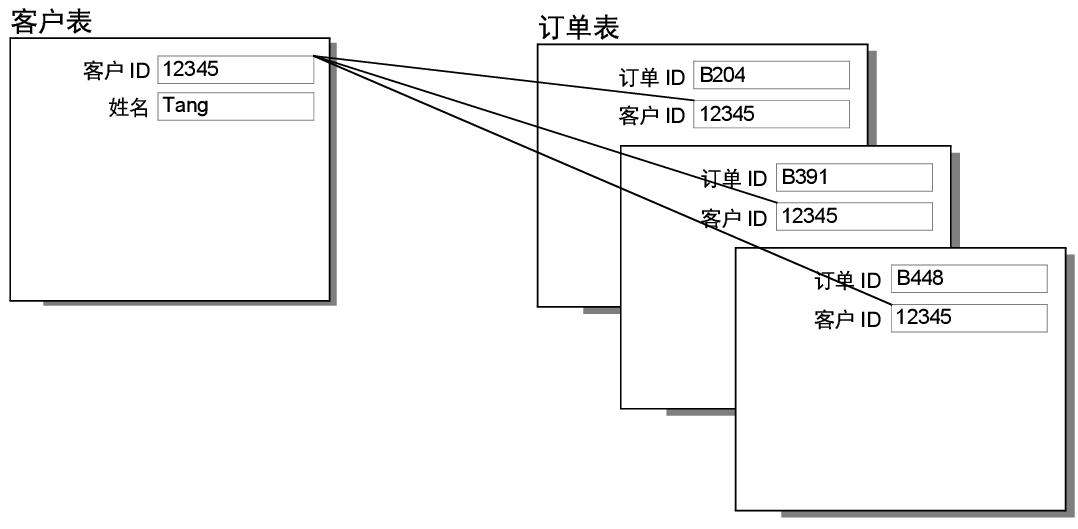 客户表
客户 ID 12345
姓名 Tang
订单表
订单 ID B204
客户 ID 12345
订单 ID B391
客户 ID 12345
订单 ID B448
客户 ID 12345